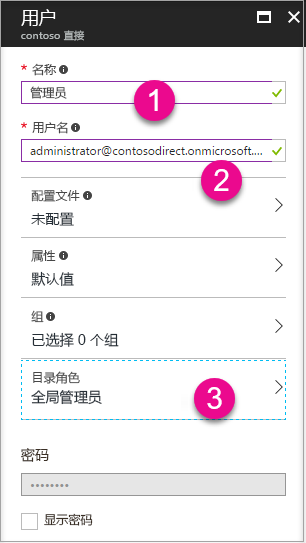 用户
contoso 直接
* 名称
管理员
1
* 用户名
administrator@contosodirect.onmicrosoft....
2
配置文件
未配置
属性
默认值
组
已选择 0 个组
目录角色
全局管理员
3
密码
••••••••
显示密码